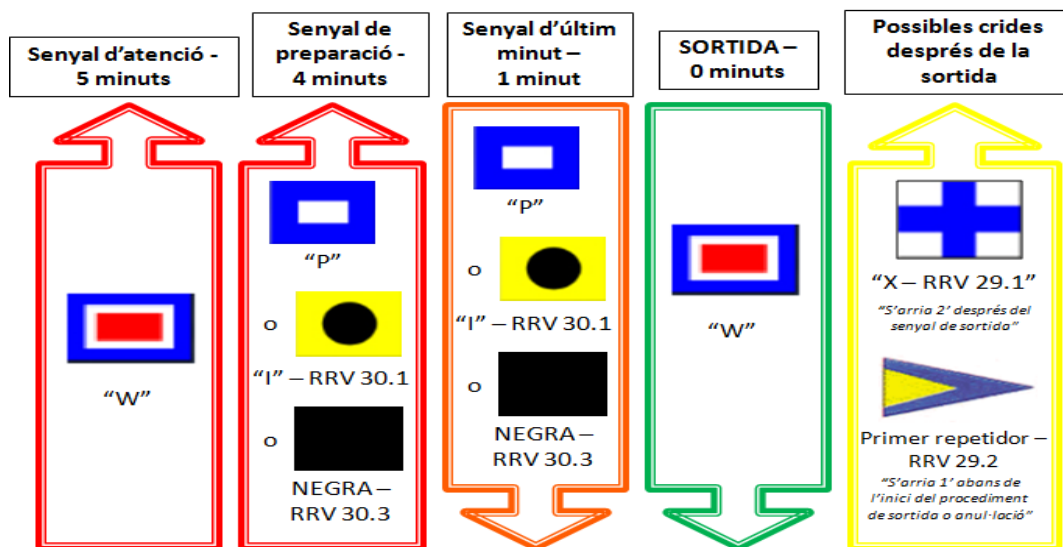 Senyal d'atenció -
5 minuts
"W"
Senyal de
preparació -
4 minuts
"P"
o
"I" – RRV 30.1
o
NEGRA –
RRV 30.3
Senyal d'últim
minut –
1 minut
"P"
o
"I" – RRV 30.1
o
NEGRA –
RRV 30.3
SORTIDA –
0 minuts
"W"
Possibles crides
després de la
sortida
"X – RRV 29.1"
"S'arria 2' després del
senyal de sortida"
Primer repetidor –
RRV 29.2
"S'arria 1' abans de
l'inici del procediment
de sortida o anul·lació"